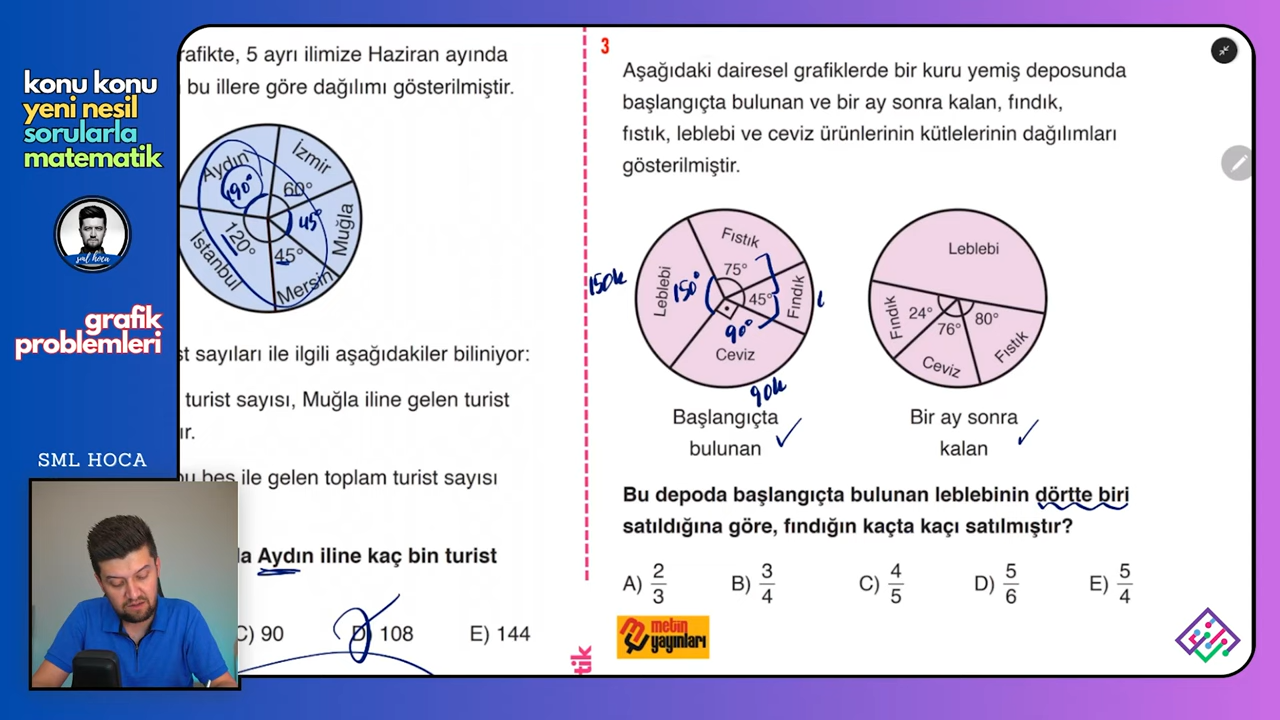 konu konu
yeni nesil
sorularla
matematik
sml hoca
grafik
problemleri
SML HOCA
rafikte, 5 ayrı ilimize Haziran ayında
bu illere göre dağılımı gösterilmiştir.
Aydın
İzmir
90°
60°
45°
Muğla
120°
45°
İstanbul
Mersin
st sayıları ile ilgili aşağıdakiler biliniyor:
turist sayısı, Muğla iline gelen turist
ır.
bu beş ile gelen toplam turist sayısı
la Aydın iline kaç bin turist
C) 90
D) 108
E) 144
tik
3
Aşağıdaki dairesel grafiklerde bir kuru yemiş deposunda
başlangıçta bulunan ve bir ay sonra kalan, fındık,
fıstık, leblebi ve ceviz ürünlerinin kütlelerinin dağılımları
gösterilmiştir.
Fıstık
75°
Leblebi
150k
150°
45°
Fındık
90°
Ceviz
90k
Başlangıçta
bulunan
Leblebi
Fındık
24°
76°
80°
Ceviz
Fıstık
Bir ay sonra
kalan
Bu depoda başlangıçta bulunan leblebinin dörtte biri
satıldığına göre, fındığın kaçta kaçı satılmıştır?
A) 2/3
B) 3/4
C) 4/5
D) 5/6
E) 5/4
metin
yayınları